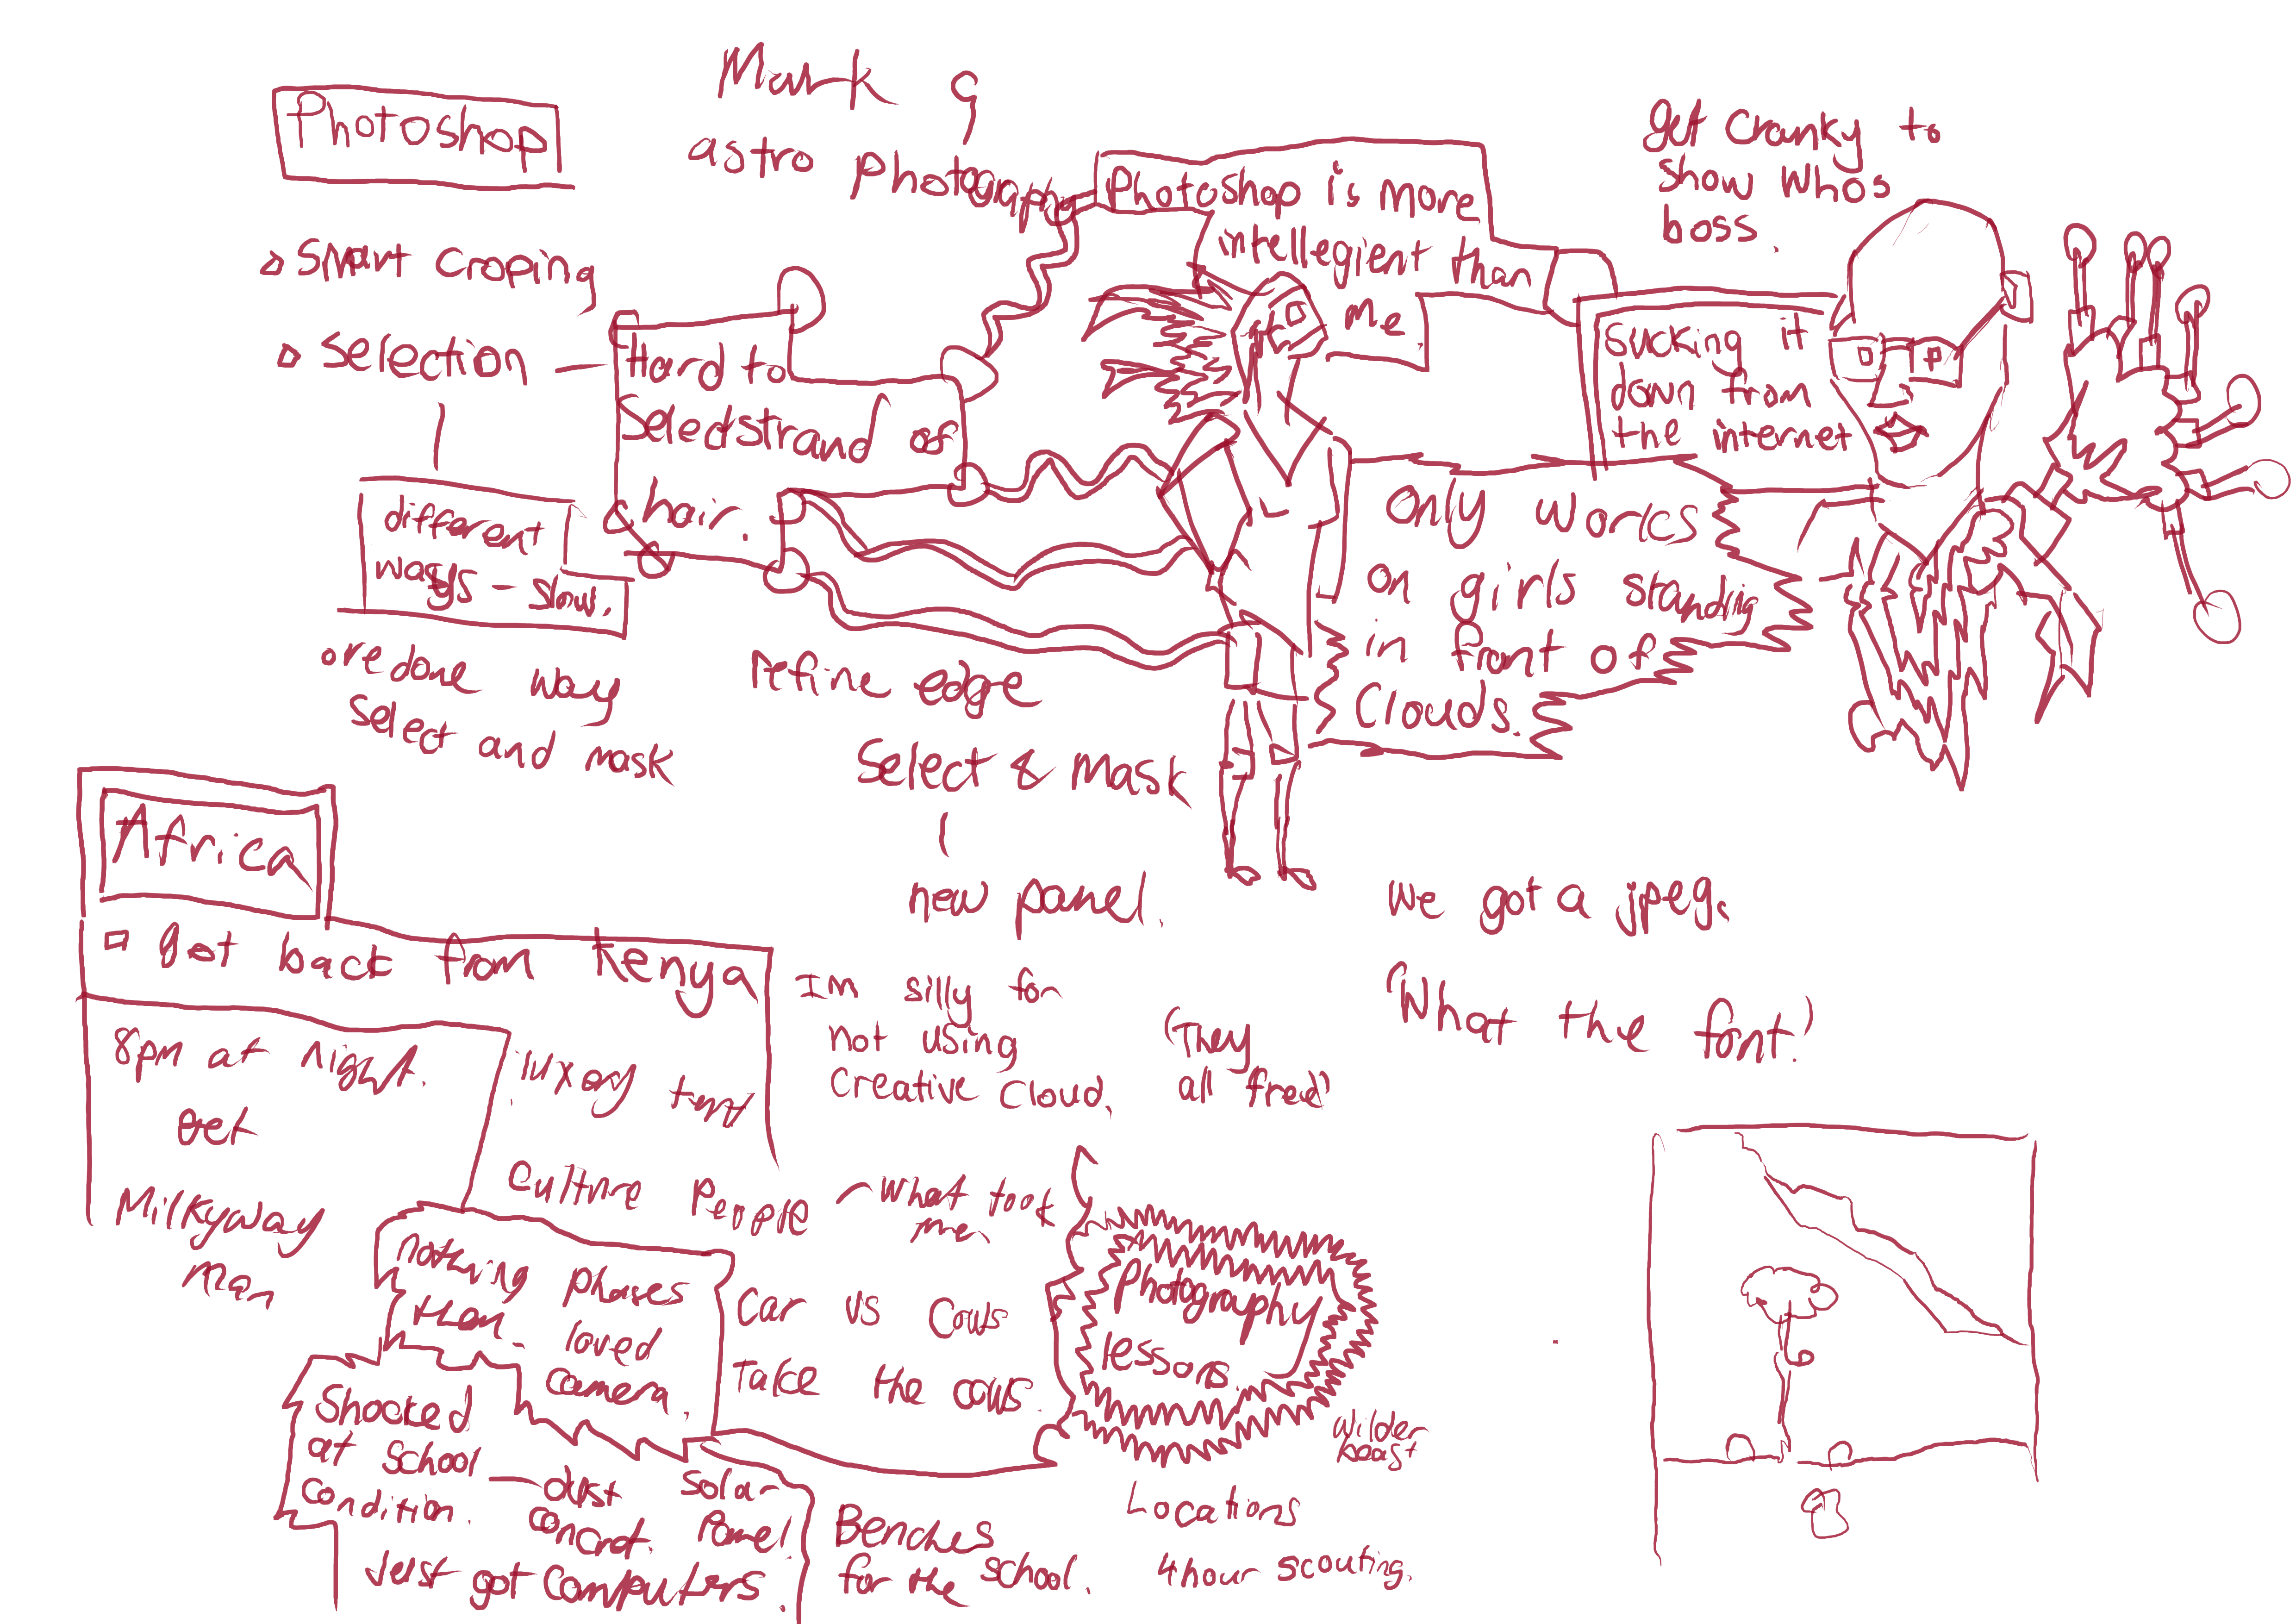 Photoshop
Mark 9
astro photography
Smart Croping
Selection
Hard to
Select strand of
hair.
different
ways - slow.
select and mask
refine edge
Select & Mask
new panel.
Photoshop is more
intellegient than
me.
get cranky to
show whos
boss.
sucking it
down from
the internet
Only works
on girls standing
in front of
Clouds.
we got a jpeg.
'What the font!'
Im silly for
not using
Creative Cloud.
(They
all free)
Africa
got back from Kenya
8pm at night.
get
Milkyway
man
luxery tent
Culture People - what took
me.
nothing phases
them. loved
camera.
Car vs Cows
Take the cows.
Photography
lessons.
wilder
beast
Shocked
at School
Condition.
dust solar
concret. Panel
Just got computers.
Benches
for the school.
Locations
4hour scouting.